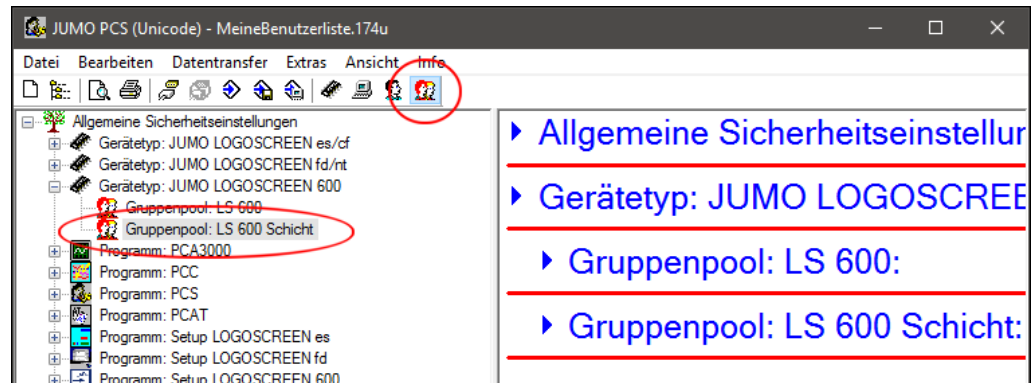 JUMO PCS (Unicode) - MeineBenutzerliste.174u
Datei Bearbeiten Datentransfer Extras Ansicht Info
Allgemeine Sicherheitseinstellungen
Gerätetyp: JUMO LOGOSCREEN es/cf
Gerätetyp: JUMO LOGOSCREEN fd/nt
Gerätetyp: JUMO LOGOSCREEN 600
Gruppenpool: LS 600
Gruppenpool: LS 600 Schicht
Programm: PCA3000
Programm: PCC
Programm: PCS
Programm: PCAT
Programm: Setup LOGOSCREEN es
Programm: Setup LOGOSCREEN fd
Programm: Setup LOGOSCREEN 600
Allgemeine Sicherheitseinstellun
Gerätetyp: JUMO LOGOSCREE
Gruppenpool: LS 600:
Gruppenpool: LS 600 Schicht: